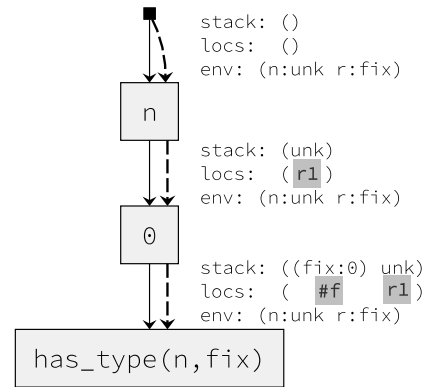 stack: ()
locs: ()
env: (n:unk r:fix)
n
stack: (unk)
locs: ( r1 )
env: (n:unk r:fix)
0
stack: ((fix:0) unk)
locs: ( #f r1 )
env: (n:unk r:fix)
has_type(n,fix)